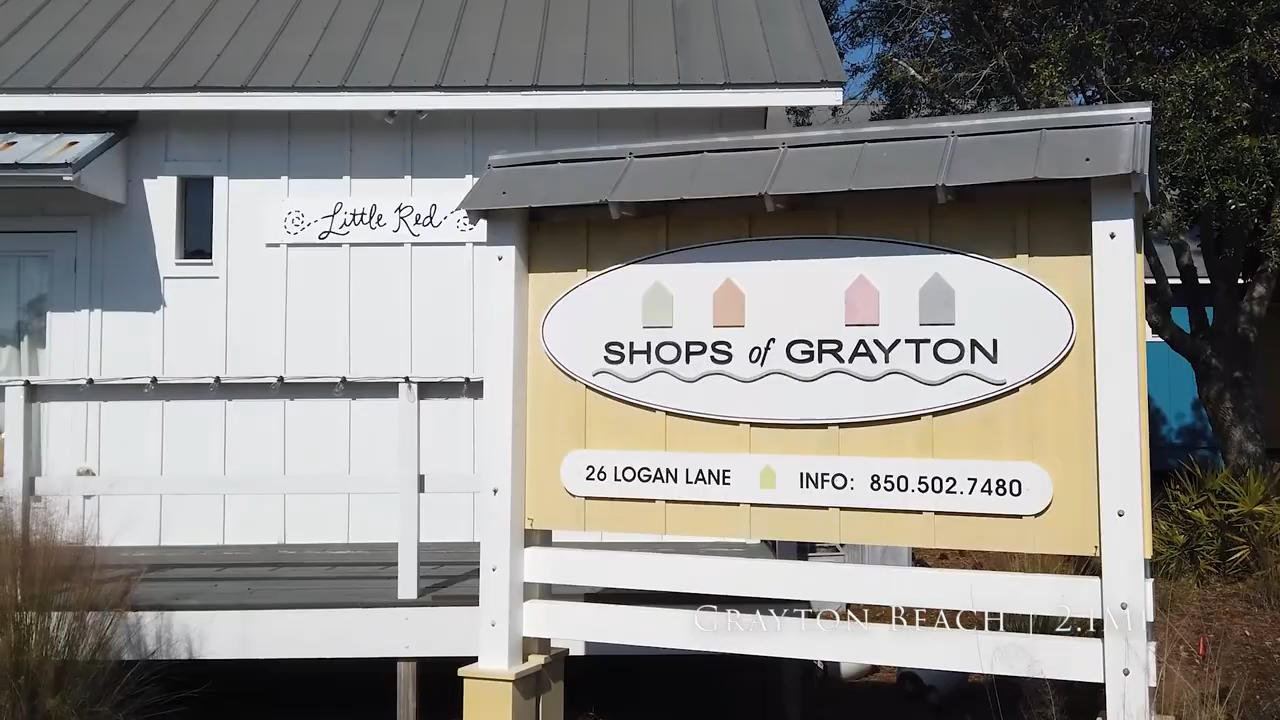 Little Red
SHOPS of GRAYTON
26 LOGAN LANE INFO: 850.502.7480
GRAYTON BEACH | 2.1M